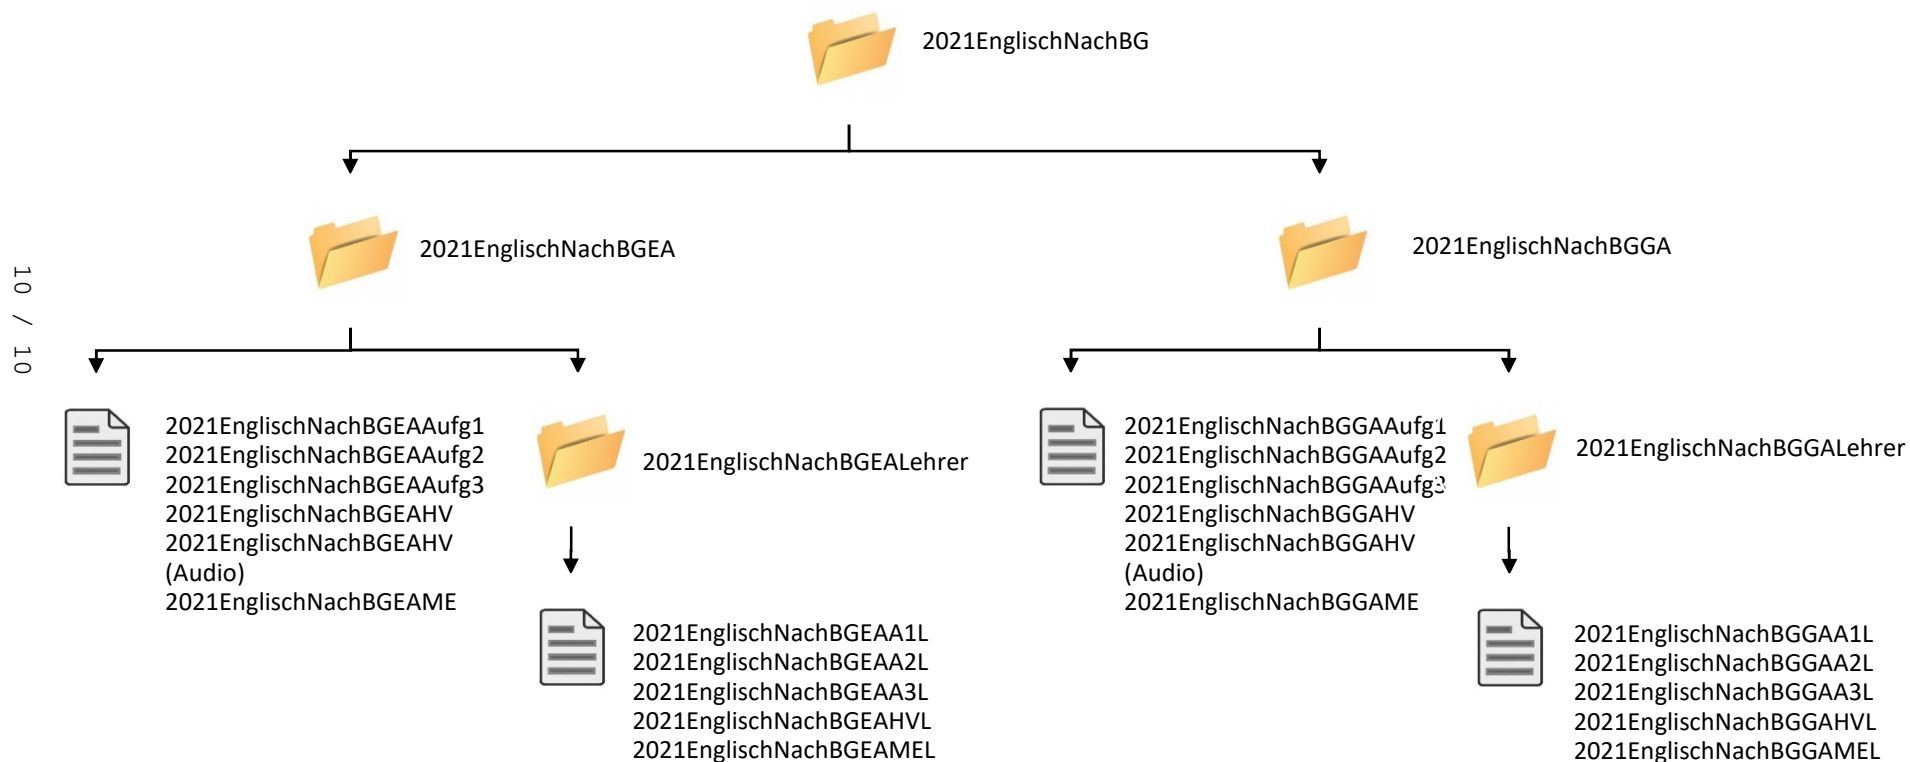 2021EnglischNachBG
2021EnglischNachBGEA
2021EnglischNachBGGA
10 / 10
2021EnglischNachBGEAAufg1
2021EnglischNachBGEAAufg2
2021EnglischNachBGEAAufg3
2021EnglischNachBGEAHV
2021EnglischNachBGEAHV
(Audio)
2021EnglischNachBGEAME
2021EnglischNachBGEALehrer
2021EnglischNachBGEAA1L
2021EnglischNachBGEAA2L
2021EnglischNachBGEAA3L
2021EnglischNachBGEAHVL
2021EnglischNachBGEAMEL
2021EnglischNachBGGAAufg1
2021EnglischNachBGGAAufg2
2021EnglischNachBGGAAufg3
2021EnglischNachBGGAHV
2021EnglischNachBGGAHV
(Audio)
2021EnglischNachBGGAME
2021EnglischNachBGGALehrer
2021EnglischNachBGGAA1L
2021EnglischNachBGGAA2L
2021EnglischNachBGGAA3L
2021EnglischNachBGGAHVL
2021EnglischNachBGGAMEL